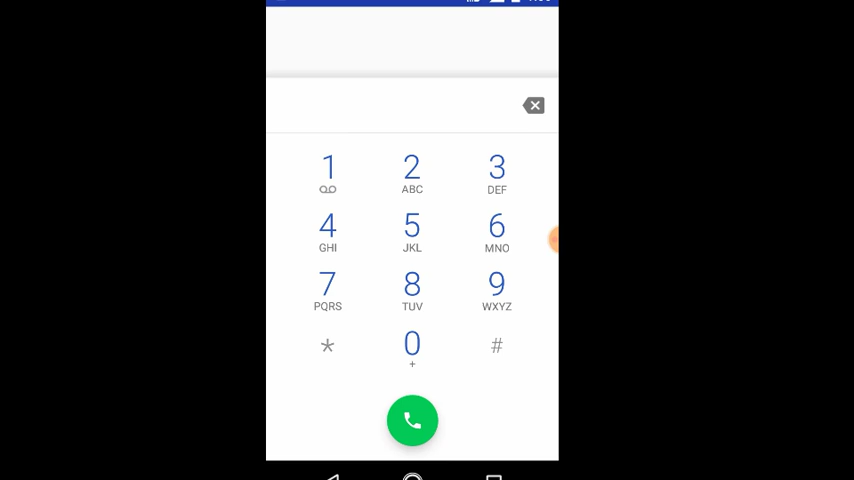 1 2 3
ABC DEF
4 5 6
GHI JKL MNO
7 8 9
PQRS TUV WXYZ
* 0 #
+